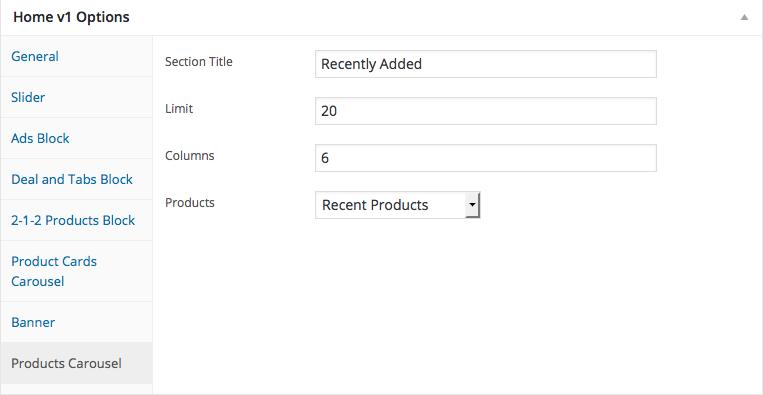 Home v1 Options
General
Slider
Ads Block
Deal and Tabs Block
2-1-2 Products Block
Product Cards
Carousel
Banner
Products Carousel
Section Title
Recently Added
Limit
20
Columns
6
Products
Recent Products